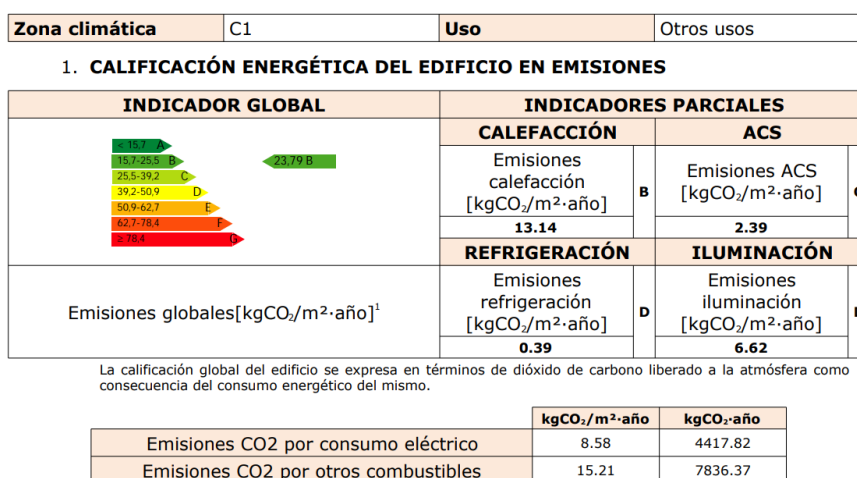 Zona climática C1 Uso Otros usos
1. CALIFICACIÓN ENERGÉTICA DEL EDIFICIO EN EMISIONES
INDICADOR GLOBAL INDICADORES PARCIALES
CALEFACCIÓN ACS
< 15,7 A
15,7-25,5 B 23,79 B
25,5-39,2 C
39,2-50,9 D
50,9-62,7 E
62,7-78,4 F
≥ 78,4 G
Emisiones
calefacción
[kgCO₂/m²·año]
B
Emisiones ACS
[kgCO₂/m²·año]
13.14 2.39
REFRIGERACIÓN ILUMINACIÓN
Emisiones globales[kgCO₂/m²·año]¹
Emisiones
refrigeración
[kgCO₂/m²·año]
D
Emisiones
iluminación
[kgCO₂/m²·año]
0.39 6.62
La calificación global del edificio se expresa en términos de dióxido de carbono liberado a la atmósfera como
consecuencia del consumo energético del mismo.
kgCO₂/m²·año kgCO₂·año
Emisiones CO2 por consumo eléctrico 8.58 4417.82
Emisiones CO2 por otros combustibles 15.21 7836.37